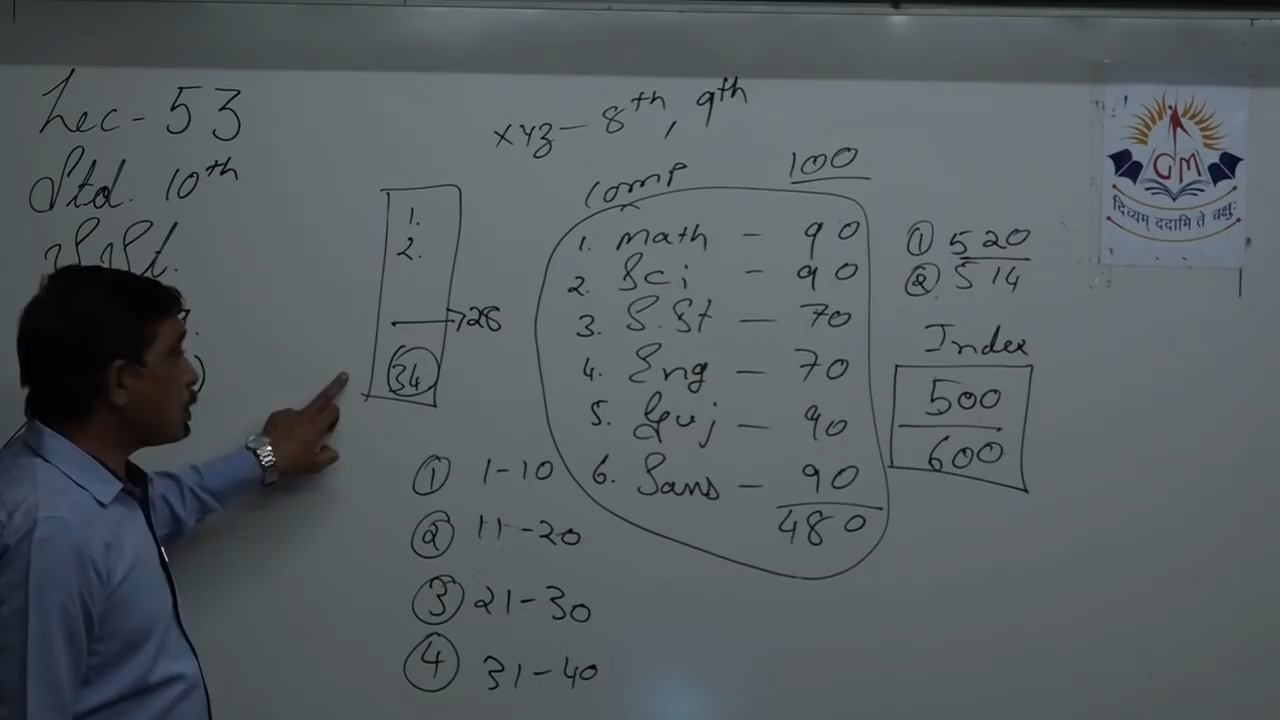 Lec - 53
Std. 10th
xyz - 8th, 9th
1.
2.
→ 28
34
① 1-10
② 11-20
③ 21-30
④ 31-40
comp 100
1. Math - 90
2. Sci - 90
3. S.St - 70
4. Eng - 70
5. Guj - 90
6. Sans - 90
480
① 520
② 514
Index
500
600
GM
दिव्यम् ददामि ते चक्षुः